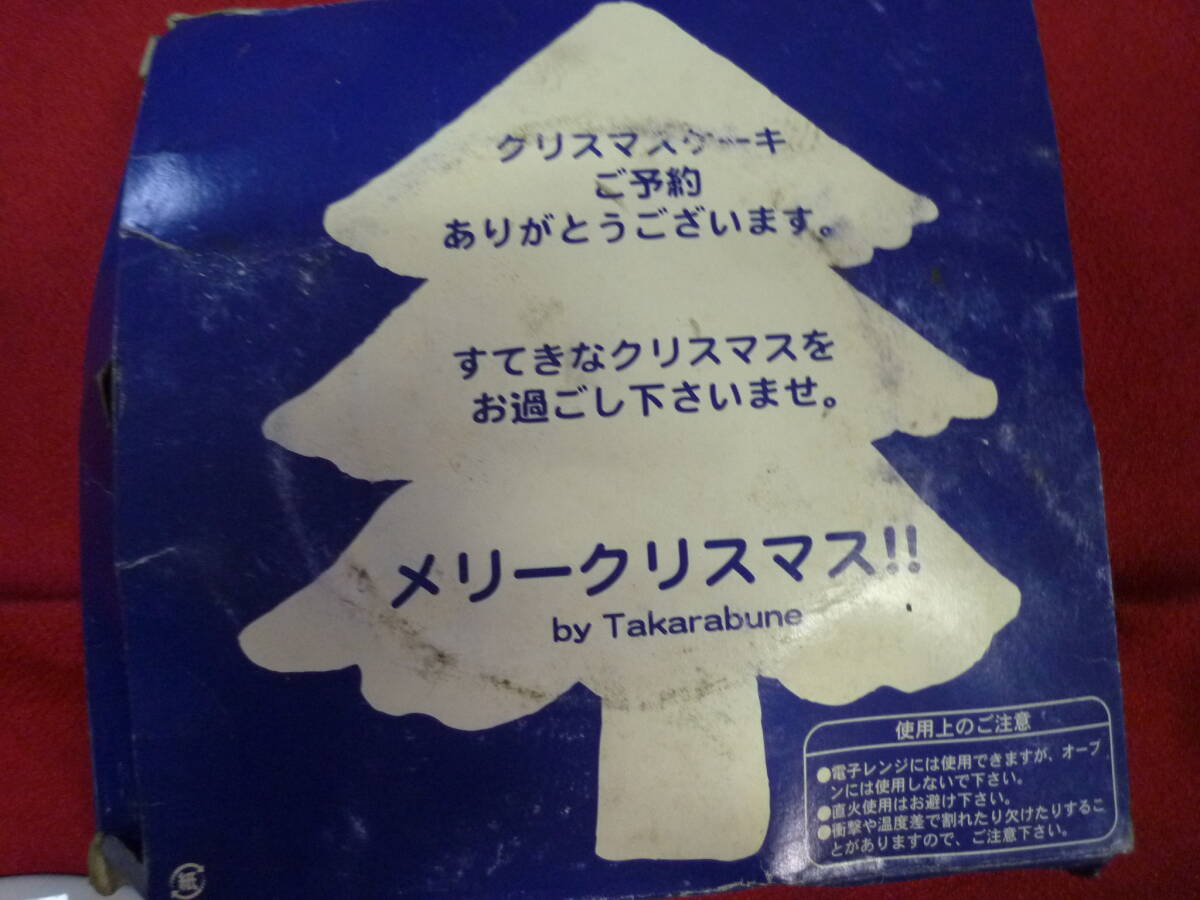 クリスマスケーキ
ご予約
ありがとうございます。
すてきなクリスマスを
お過ごし下さいませ。
メリークリスマス!!
by Takarabune
使用上のご注意
●電子レンジには使用できますが、オーブ
ンには使用しないで下さい。
●直火使用はお避け下さい。
●衝撃や温度差で割れたり欠けたりするこ
とがありますので、ご注意下さい。
紙